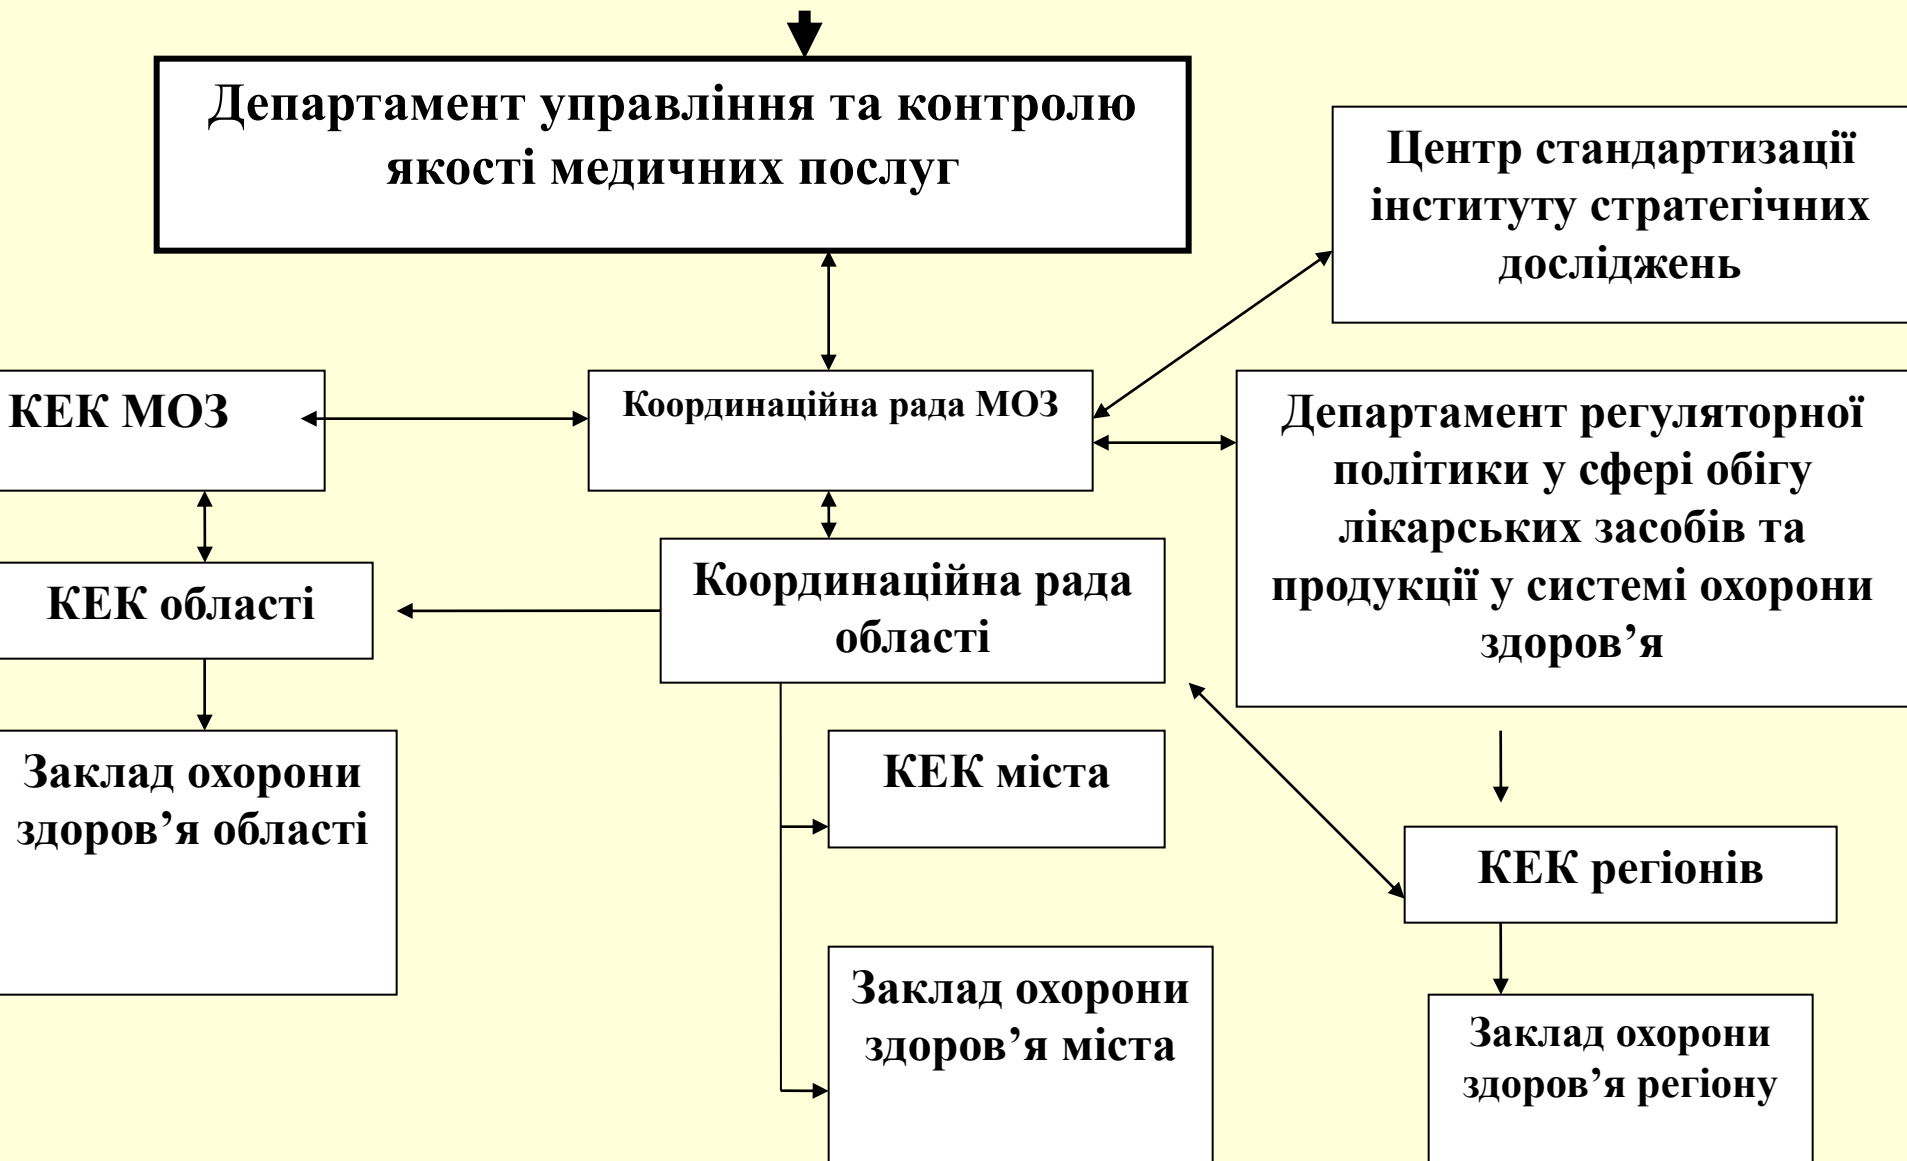 Департамент управління та контролю
якості медичних послуг
Центр стандартизації
інституту стратегічних
досліджень
КЕК МОЗ
Координаційна рада МОЗ
Департамент регуляторної
політики у сфері обігу
лікарських засобів та
продукції у системі охорони
здоров’я
КЕК області
Координаційна рада
області
Заклад охорони
здоров’я області
КЕК міста
КЕК регіонів
Заклад охорони
здоров’я міста
Заклад охорони
здоров’я регіону